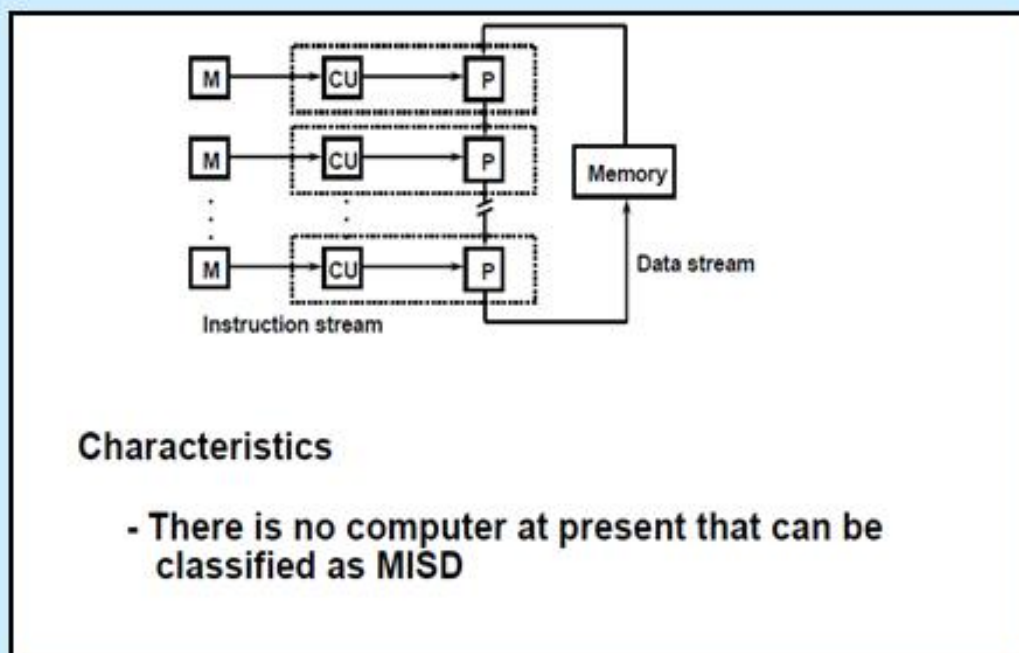 M CU P
M CU P
Memory
M CU P
Data stream
Instruction stream
Characteristics
- There is no computer at present that can be
classified as MISD